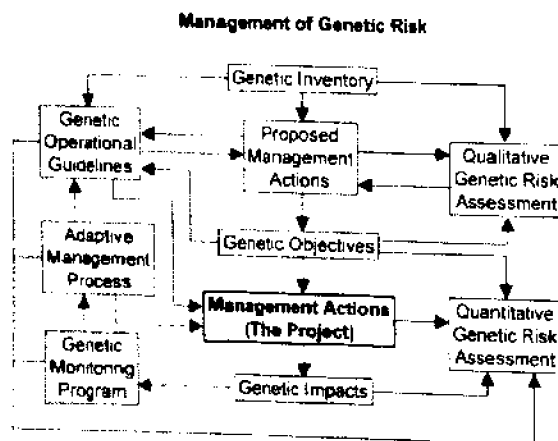 Management of Genetic Risk
Genetic Inventory
Genetic
Operational
Guidelines
Proposed
Management
Actions
Qualitative
Genetic Risk
Assessment
Genetic Objectives
Adaptive
Management
Process
Management Actions
(The Project)
Quantitative
Genetic Risk
Assessment
Genetic
Monitoring
Program
Genetic Impacts